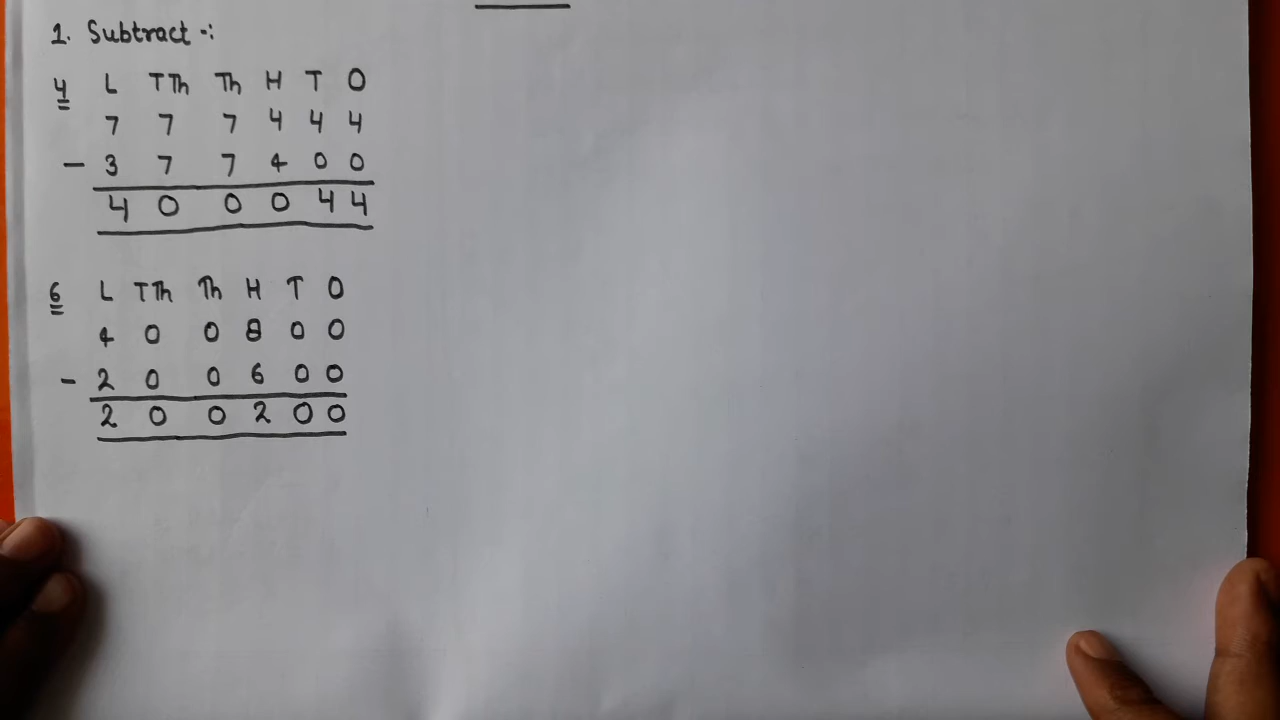 1. Subtract -:
4 L TTh Th H T O
7 7 7 4 4 4
- 3 7 7 4 0 0
4 0 0 0 4 4
6 L TTh Th H T O
4 0 0 8 0 0
- 2 0 0 6 0 0
2 0 0 2 0 0